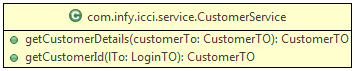 C com.infy.icci.service.CustomerService
getCustomerDetails(customerTo: CustomerTO): CustomerTO
getCustomerId(lTo: LoginTO): CustomerTO